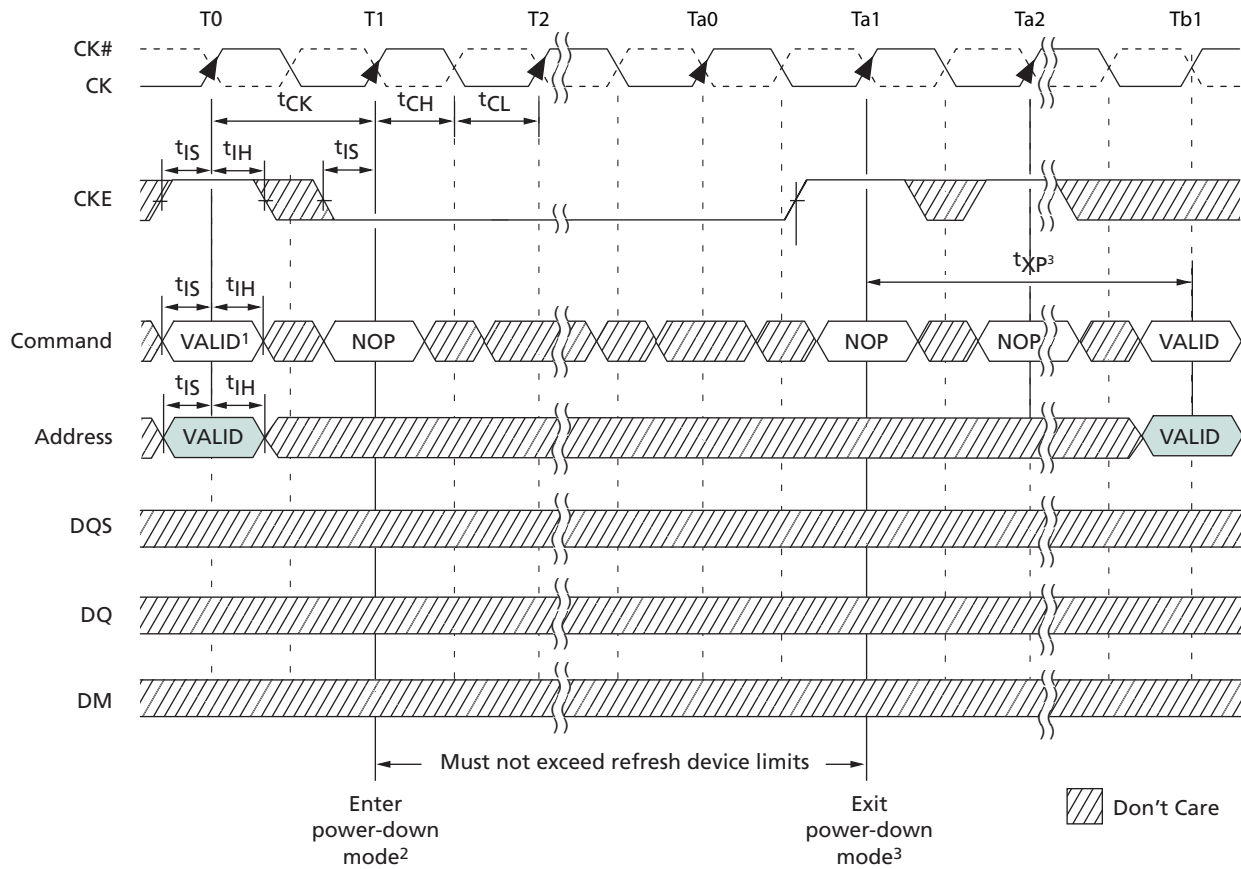 T0 T1 T2 Ta0 Ta1 Ta2 Tb1
CK#
CK
tCK tCH tCL
tIS tIH tIS
CKE
tXP3
tIS tIH
Command VALID1 NOP NOP NOP VALID
tIS tIH
Address VALID VALID
DQS
DQ
DM
Must not exceed refresh device limits
Enter
power-down
mode2
Exit
power-down
mode3
Don't Care